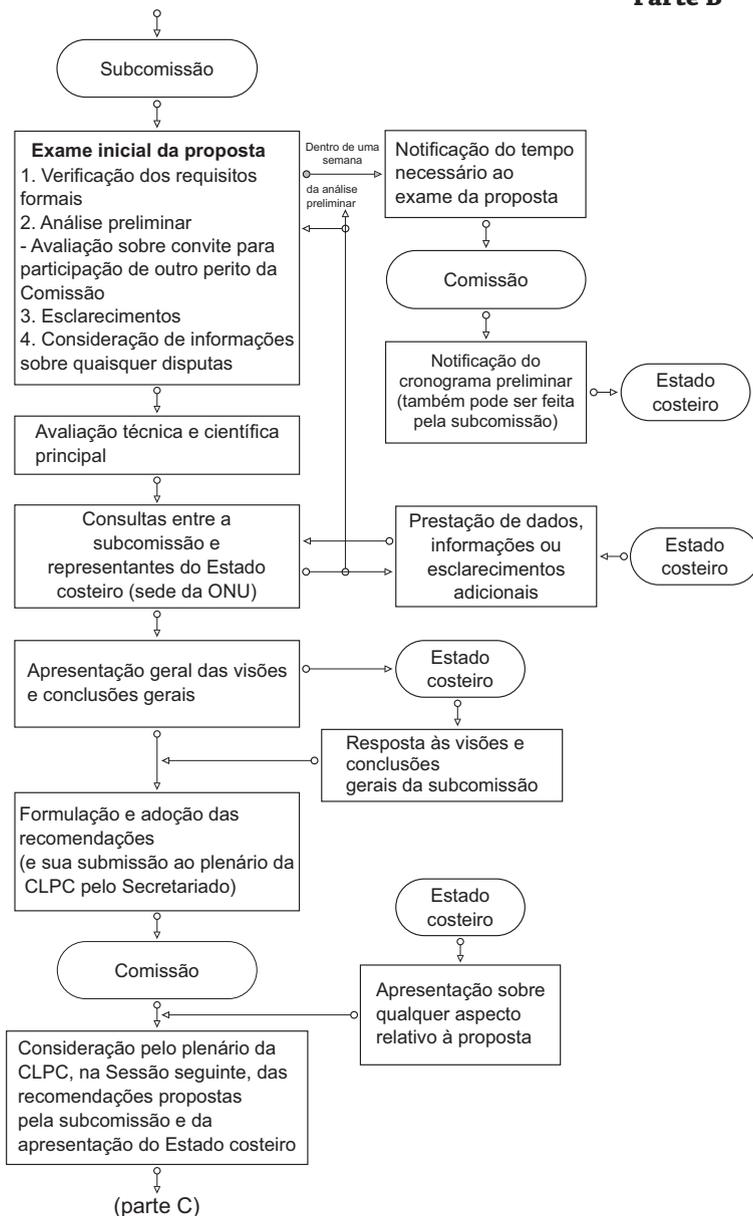 Parte B
Subcomissão
Exame inicial da proposta
1. Verificação dos requisitos
formais
2. Análise preliminar
- Avaliação sobre convite para
participação de outro perito da
Comissão
3. Esclarecimentos
4. Consideração de informações
sobre quaisquer disputas
Dentro de uma
semana
da análise
preliminar
Notificação do tempo
necessário ao
exame da proposta
Comissão
Notificação do
cronograma preliminar
(também pode ser feita
pela subcomissão)
Estado
costeiro
Avaliação técnica e científica
principal
Consultas entre a
subcomissão e
representantes do Estado
costeiro (sede da ONU)
Prestação de dados,
informações ou
esclarecimentos
adicionais
Estado
costeiro
Apresentação geral das visões
e conclusões gerais
Estado
costeiro
Resposta às visões e
conclusões
gerais da subcomissão
Formulação e adoção das
recomendações
(e sua submissão ao plenário da
CLPC pelo Secretariado)
Estado
costeiro
Comissão
Apresentação sobre
qualquer aspecto
relativo à proposta
Consideração pelo plenário da
CLPC, na Sessão seguinte, das
recomendações propostas
pela subcomissão e da
apresentação do Estado costeiro
(parte C)